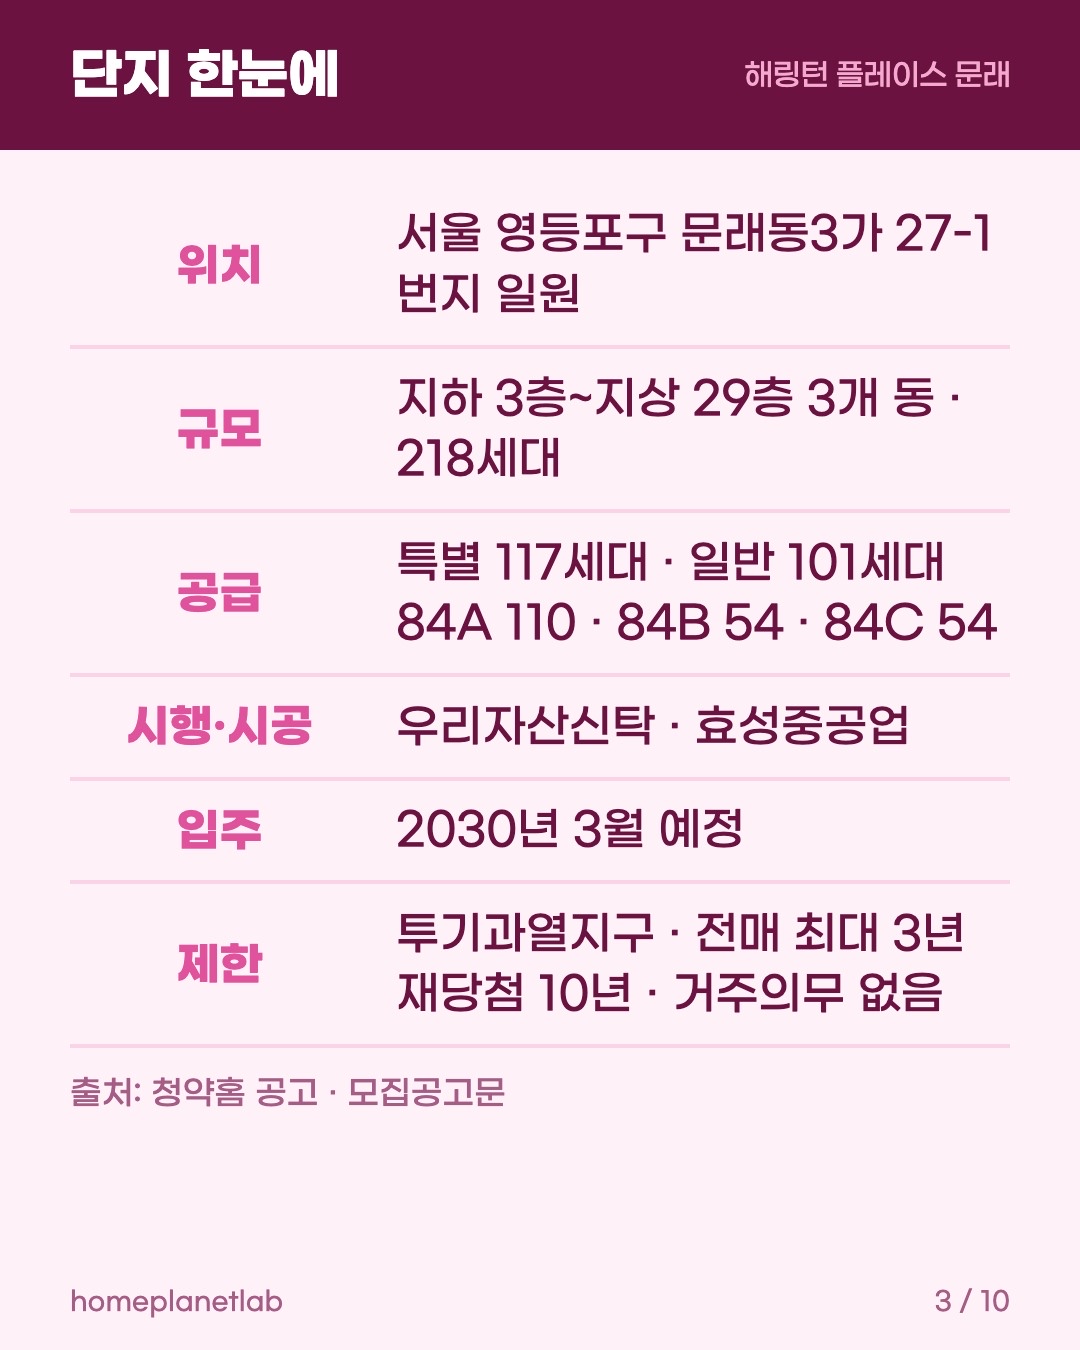 단지 한눈에
해링턴 플레이스 문래
위치
서울 영등포구 문래동3가 27-1
번지 일원
규모
지하 3층~지상 29층 3개 동 ·
218세대
공급
특별 117세대 · 일반 101세대
84A 110 · 84B 54 · 84C 54
시행·시공
우리자산신탁 · 효성중공업
입주
2030년 3월 예정
제한
투기과열지구 · 전매 최대 3년
재당첨 10년 · 거주의무 없음
출처: 청약홈 공고 · 모집공고문
homeplanetlab
3 / 10